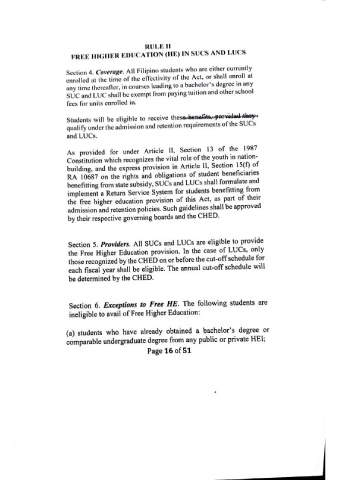 RULE II
FREE HIGHER EDUCATION (HE) IN SUCS AND LUCS
Section 4. Coverage. All Filipino students who are either currently
enrolled at the time of the effectivity of the Act, or shall enroll at
any time thereafter, in courses leading to a bachelor's degree in any
SUC and LUC shall be exempt from paying tuition and other school
fees for units enrolled in.
Students will be eligible to receive these benefits, provided they
qualify under the admission and retention requirements of the SUCs
and LUCs.
As provided for under Article II, Section 13 of the 1987
Constitution which recognizes the vital role of the youth in nation-
building, and the express provision in Article II, Section 15(f) of
RA 10687 on the rights and obligations of student beneficiaries
benefitting from state subsidy, SUCs and LUCs shall formulate and
implement a Return Service System for students benefitting from
the free higher education provision of this Act, as part of their
admission and retention policies. Such guidelines shall be approved
by their respective governing boards and the CHED.
Section 5. Providers. All SUCs and LUCs are eligible to provide
the Free Higher Education provision. In the case of LUCs, only
those recognized by the CHED on or before the cut-off schedule for
each fiscal year shall be eligible. The annual cut-off schedule will
be determined by the CHED.
Section 6. Exceptions to Free HE. The following students are
ineligible to avail of Free Higher Education:
(a) students who have already obtained a bachelor's degree or
comparable undergraduate degree from any public or private HEI;
Page 16 of 51